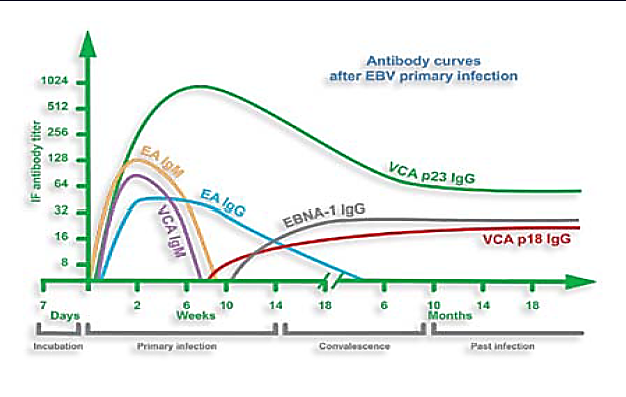 Antibody curves
after EBV primary infection
IF antibody titer
1024
512
256
128
64
32
16
8
EA IgM
VCA IgM
EA IgG
EBNA-1 IgG
VCA p23 IgG
VCA p18 IgG
7 2 6 10 14 18 6 10 14 18
Days Weeks Months
Incubation Primary infection Convalescence Past infection